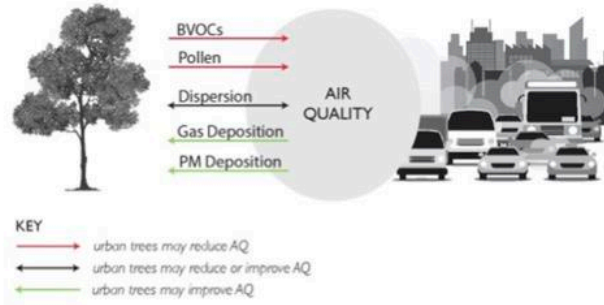 BVOCs
Pollen
Dispersion
Gas Deposition
PM Deposition
AIR
QUALITY
KEY
urban trees may reduce AQ
urban trees may reduce or improve AQ
urban trees may improve AQ